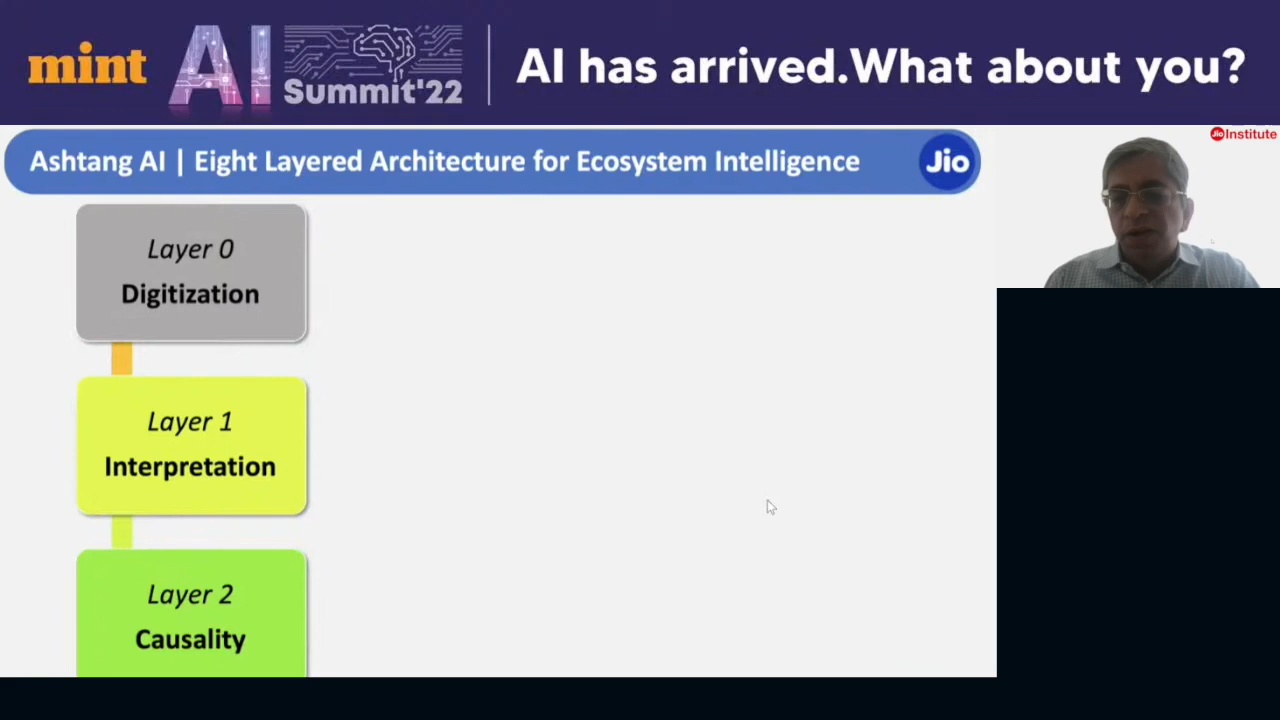 mint AI Summit'22 AI has arrived.What about you?
Ashtang AI | Eight Layered Architecture for Ecosystem Intelligence Jio
Jio Institute
Layer 0
Digitization
Layer 1
Interpretation
Layer 2
Causality